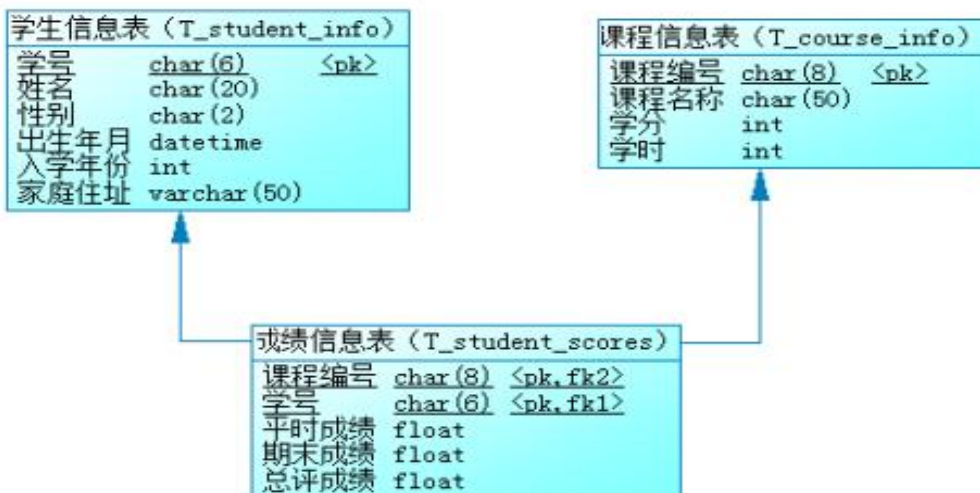 学生信息表（T_student_info）
学号 char(6) <pk>
姓名 char(20)
性别 char(2)
出生年月 datetime
入学年份 int
家庭住址 varchar(50)
课程信息表（T_course_info）
课程编号 char(8) <pk>
课程名称 char(50)
学分 int
学时 int
成绩信息表（T_student_scores）
课程编号 char(8) <pk,fk2>
学号 char(6) <pk,fk1>
平时成绩 float
期末成绩 float
总评成绩 float